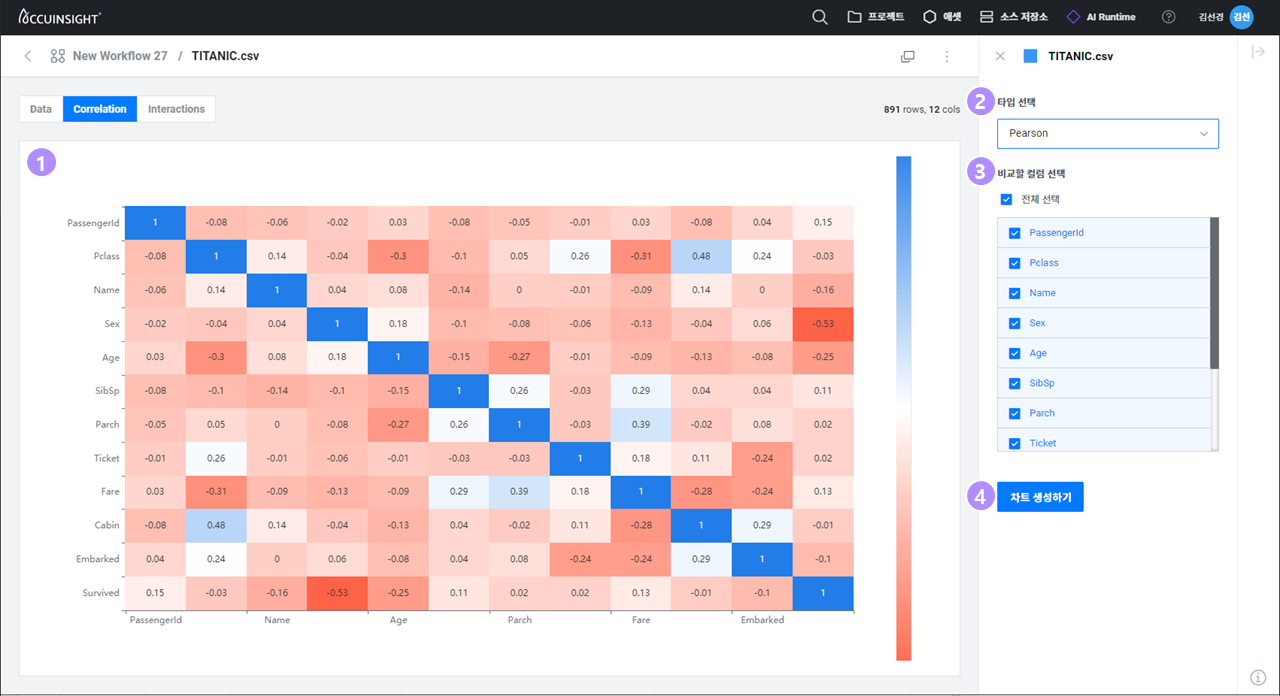 ACCUINSIGHT+
프로젝트 애셋 소스 저장소 AI Runtime ? 김선경 김선
New Workflow 27 / TITANIC.csv
TITANIC.csv
Data Correlation Interactions
891 rows, 12 cols
2 타입 선택
Pearson
3 비교할 컬럼 선택
전체 선택
PassengerId
Pclass
Name
Sex
Age
SibSp
Parch
Ticket
4 차트 생성하기
1
PassengerId 1 -0.08 -0.06 -0.02 0.03 -0.08 -0.05 -0.01 0.03 -0.08 0.04 0.15
Pclass -0.08 1 0.14 -0.04 -0.3 -0.1 0.05 0.26 -0.31 0.48 0.24 -0.03
Name -0.06 0.14 1 0.04 0.08 -0.14 0 -0.01 -0.09 0.14 0 -0.16
Sex -0.02 -0.04 0.04 1 0.18 -0.1 -0.08 -0.06 -0.13 -0.04 0.06 -0.53
Age 0.03 -0.3 0.08 0.18 1 -0.15 -0.27 -0.01 -0.09 -0.13 -0.08 -0.25
SibSp -0.08 -0.1 -0.14 -0.1 -0.15 1 0.26 -0.03 0.29 0.04 0.04 0.11
Parch -0.05 0.05 0 -0.08 -0.27 0.26 1 -0.03 0.39 -0.02 0.08 0.02
Ticket -0.01 0.26 -0.01 -0.06 -0.01 -0.03 -0.03 1 0.18 0.11 -0.24 0.02
Fare 0.03 -0.31 -0.09 -0.13 -0.09 0.29 0.39 0.18 1 -0.28 -0.24 0.13
Cabin -0.08 0.48 0.14 -0.04 -0.13 0.04 -0.02 0.11 -0.28 1 0.29 -0.01
Embarked 0.04 0.24 0 0.06 -0.08 0.04 0.08 -0.24 -0.24 0.29 1 -0.1
Survived 0.15 -0.03 -0.16 -0.53 -0.25 0.11 0.02 0.02 0.13 -0.01 -0.1 1
PassengerId Name Age Parch Fare Embarked